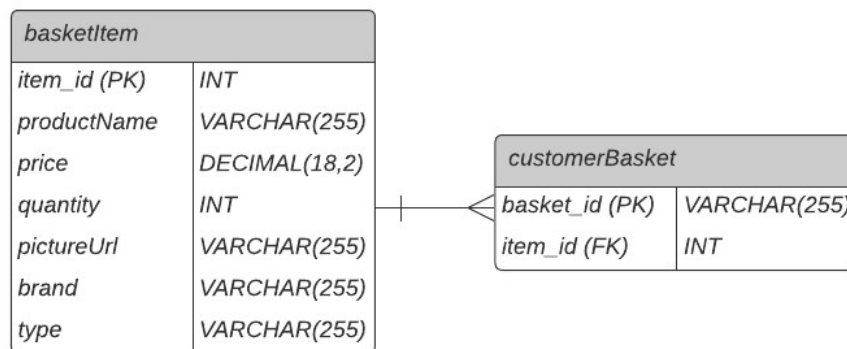 basketItem
item_id (PK) INT
productName VARCHAR(255)
price DECIMAL(18,2)
quantity INT
pictureUrl VARCHAR(255)
brand VARCHAR(255)
type VARCHAR(255)
customerBasket
basket_id (PK) VARCHAR(255)
item_id (FK) INT